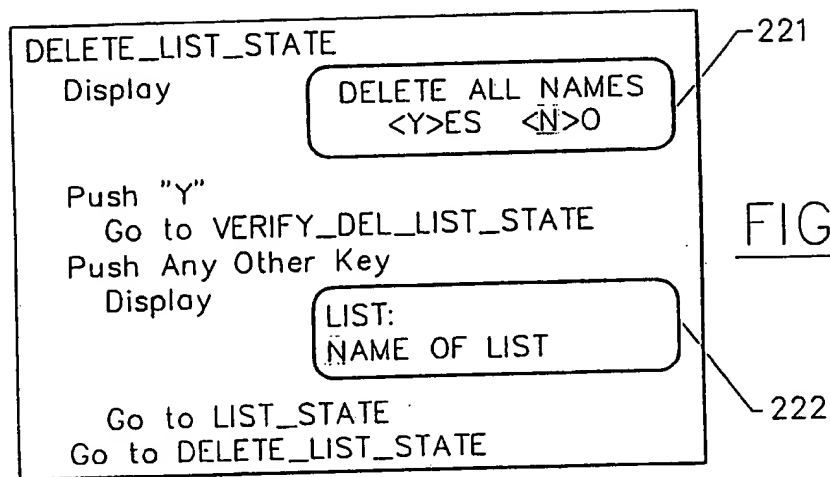 DELETE_LIST_STATE
Display
DELETE ALL NAMES
<Y>ES <N>O
221
Push "Y"
Go to VERIFY_DEL_LIST_STATE
Push Any Other Key
Display
LIST:
NAME OF LIST
222
Go to LIST_STATE
Go to DELETE_LIST_STATE
FIG